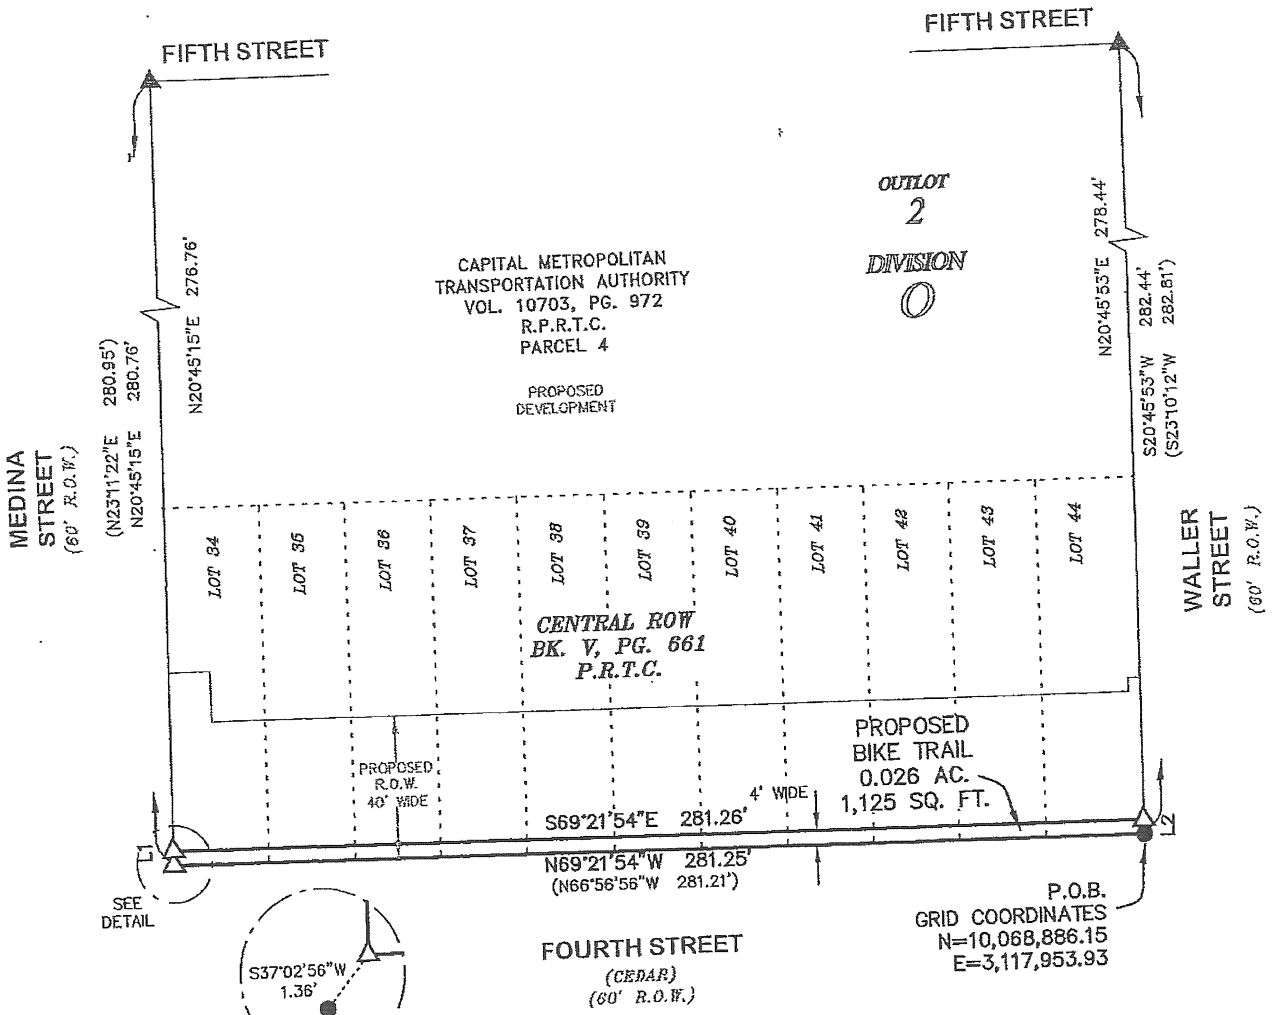 FIFTH STREET
FIFTH STREET
OUTLOT
2
DIVISION
O
CAPITAL METROPOLITAN
TRANSPORTATION AUTHORITY
VOL. 10703, PG. 972
R.P.R.T.C.
PARCEL 4
PROPOSED
DEVELOPMENT
N20°45'15"E 276.76'
(N23°11'22"E 280.95')
N20°45'15"E 280.76'
MEDINA
STREET
(60' R.O.W.)
N20°45'53"E 278.44'
S20°45'53"W 282.44'
(S23°10'12"W 282.81')
WALLER
STREET
(60' R.O.W.)
LOT 34
LOT 35
LOT 36
LOT 37
LOT 38
LOT 39
LOT 40
LOT 41
LOT 42
LOT 43
LOT 44
CENTRAL ROW
BK. V, PG. 661
P.R.T.C.
PROPOSED
R.O.W.
40' WIDE
PROPOSED
BIKE TRAIL
0.026 AC.
1,125 SQ. FT.
4' WIDE
S69°21'54"E 281.26'
N69°21'54"W 281.25'
(N66°56'56"W 281.21')
L1
L2
SEE
DETAIL
P.O.B.
GRID COORDINATES
N=10,068,886.15
E=3,117,953.93
FOURTH STREET
(CEDAR)
(60' R.O.W.)
S37°02'56"W
1.36'